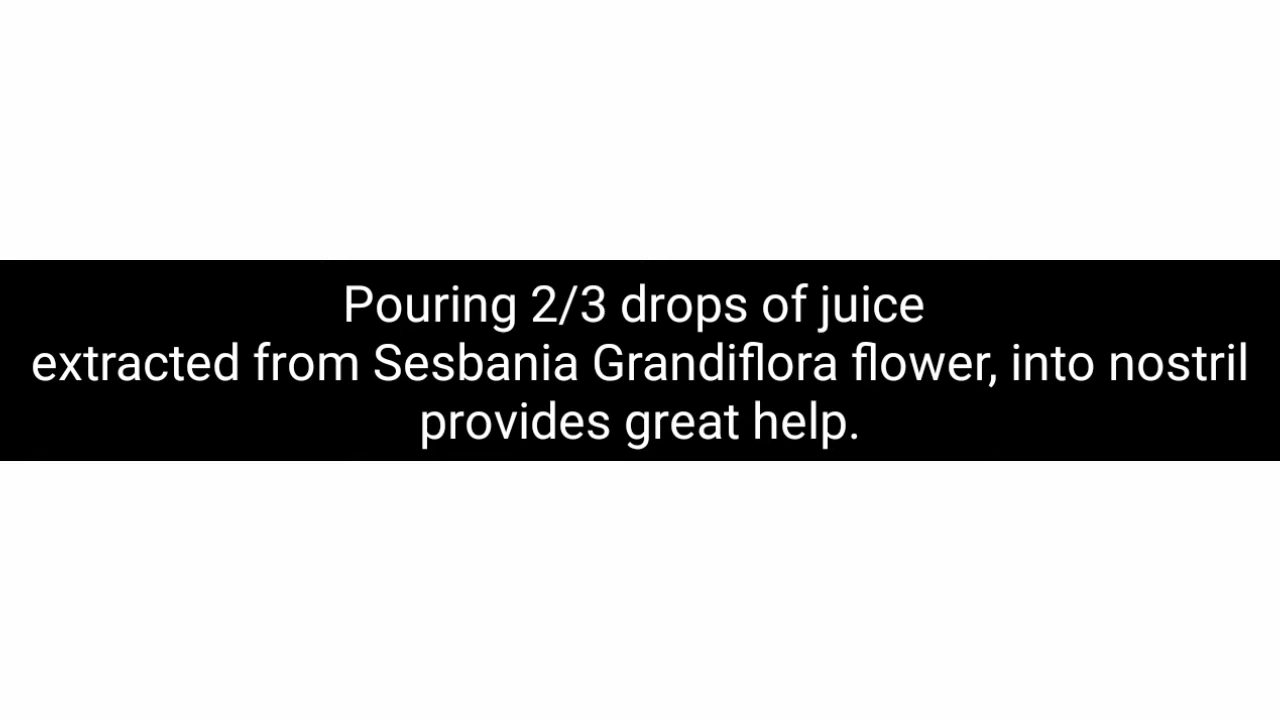 Pouring 2/3 drops of juice
extracted from Sesbania Grandiflora flower, into nostril
provides great help.